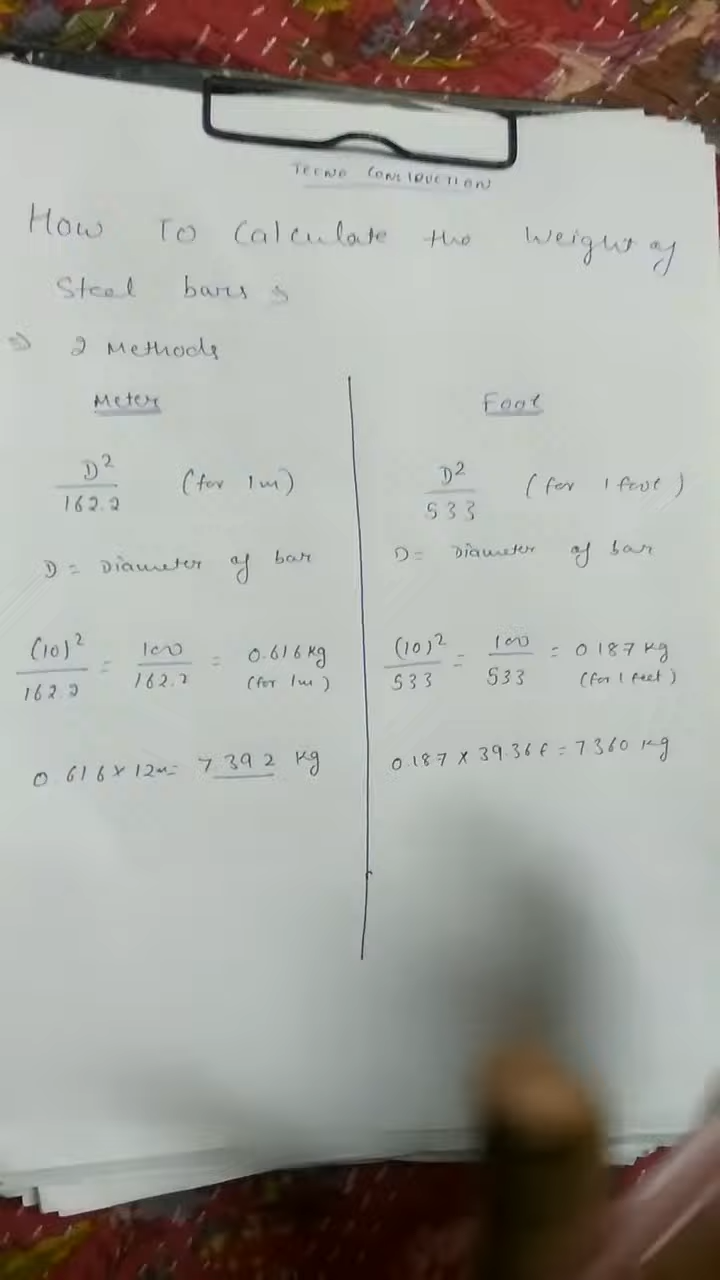 TECNO CONSTRUCTION
How To Calculate the Weight of
Steel bars
2 Methods
Meter
D²
162.2
(for 1m)
D = Diameter of bar
(10)²/162.2 = 100/162.2 = 0.616 kg
(for 1m)
0.616 x 12m = 7.392 kg
Foot
D²
533
(for 1 foot)
D = Diameter of bar
(10)²/533 = 100/533 = 0.187 kg
(for 1 feet)
0.187 x 39.36 f = 7.360 kg